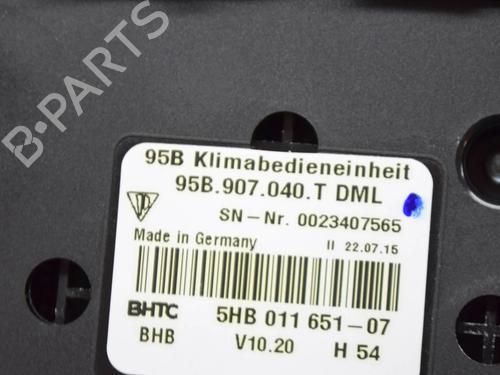 B-PARTS
95B Klimabedieneinheit
95B.907.040.T DML
SN-Nr. 0023407565
Made in Germany II 22.07.15
BHTC 5HB 011 651-07
BHB V10.20 H 54